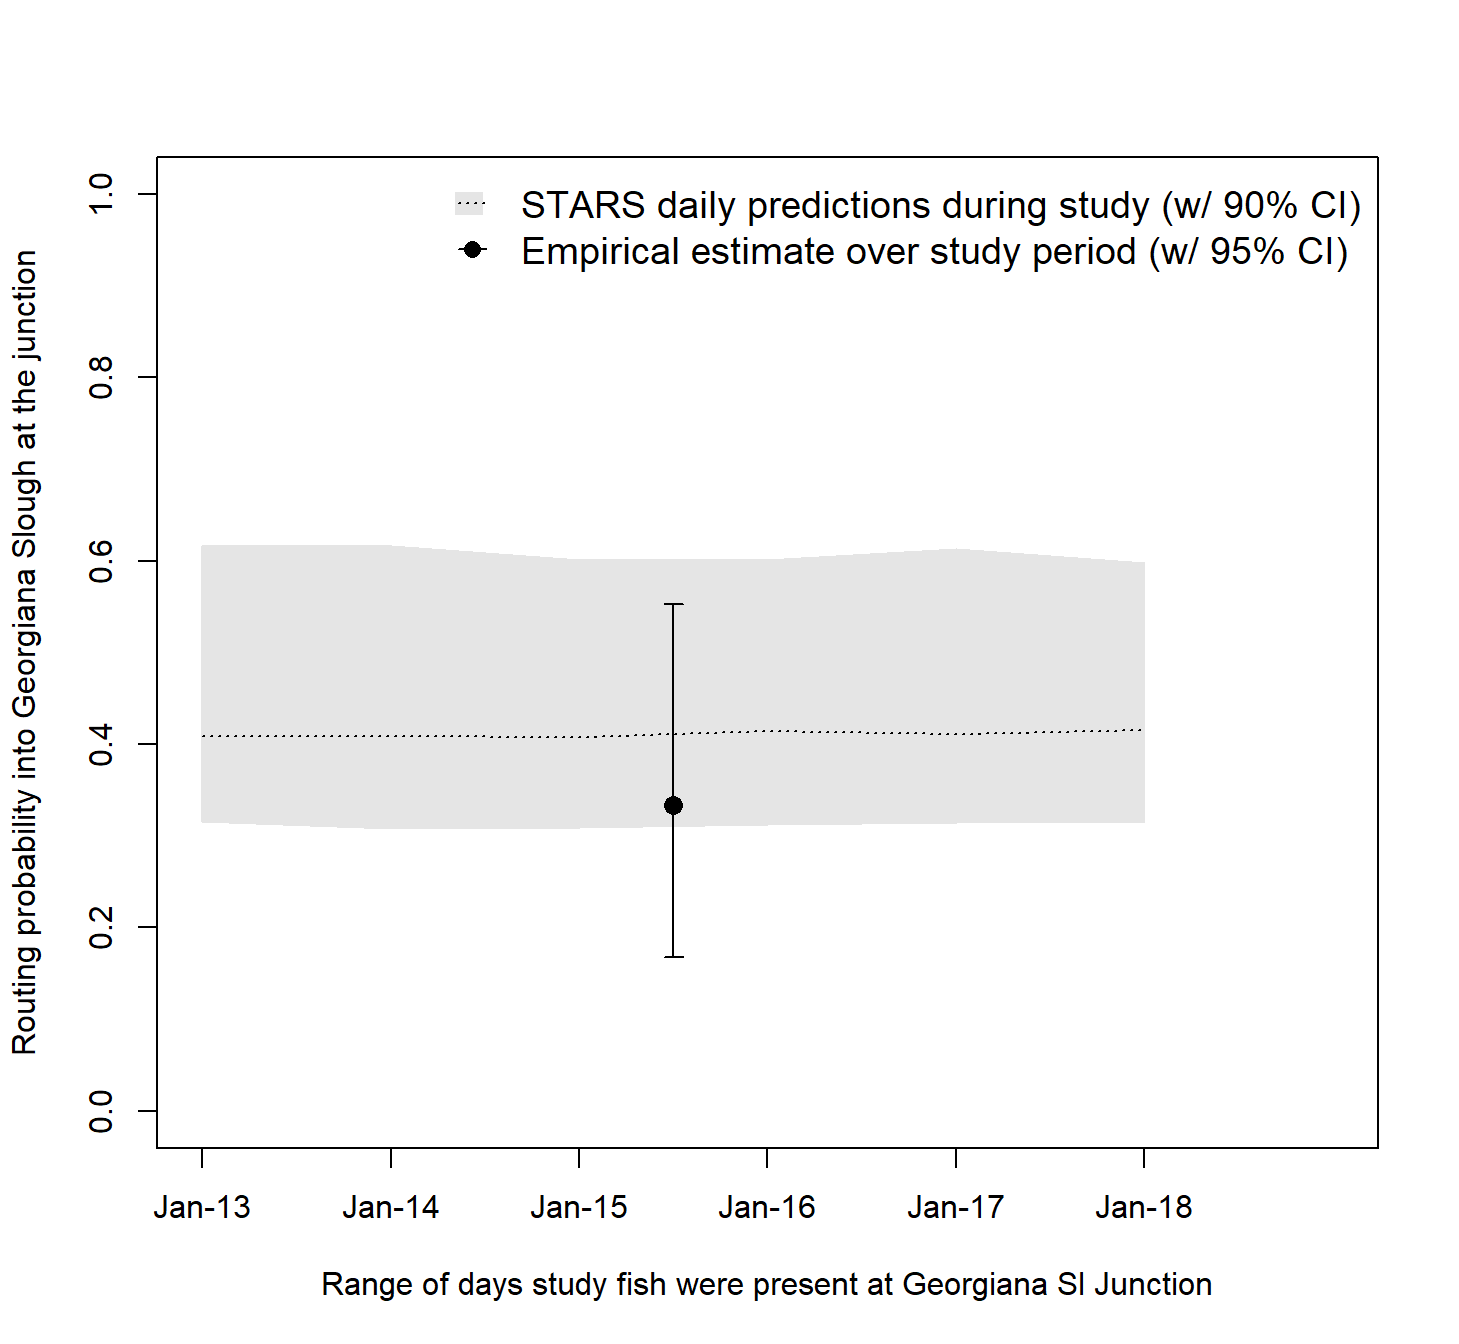 STARS daily predictions during study (w/ 90% CI)
Empirical estimate over study period (w/ 95% CI)
Routing probability into Georgiana Slough at the junction
1.0
0.8
0.6
0.4
0.2
0.0
Jan-13 Jan-14 Jan-15 Jan-16 Jan-17 Jan-18
Range of days study fish were present at Georgiana Sl Junction